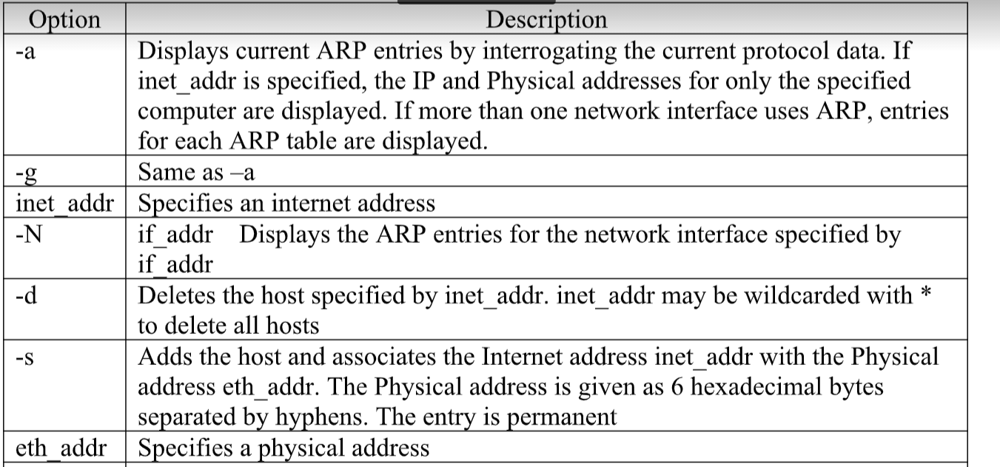 Option Description
-a Displays current ARP entries by interrogating the current protocol data. If
inet_addr is specified, the IP and Physical addresses for only the specified
computer are displayed. If more than one network interface uses ARP, entries
for each ARP table are displayed.
-g Same as –a
inet_addr Specifies an internet address
-N if_addr Displays the ARP entries for the network interface specified by
if_addr
-d Deletes the host specified by inet_addr. inet_addr may be wildcarded with *
to delete all hosts
-s Adds the host and associates the Internet address inet_addr with the Physical
address eth_addr. The Physical address is given as 6 hexadecimal bytes
separated by hyphens. The entry is permanent
eth_addr Specifies a physical address